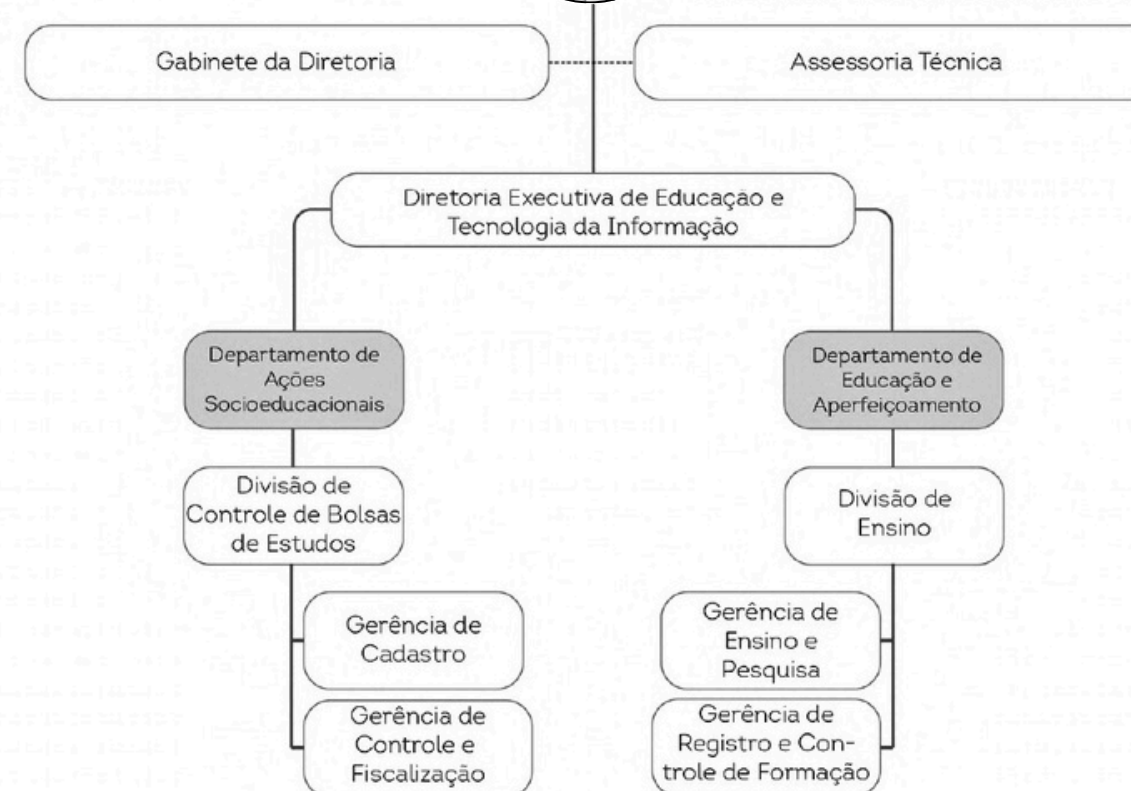 Gabinete da Diretoria
Assessoria Técnica
Diretoria Executiva de Educação e
Tecnologia da Informação
Departamento de
Ações
Socioeducacionais
Departamento de
Educação e
Aperfeiçoamento
Divisão de
Controle de Bolsas
de Estudos
Divisão de
Ensino
Gerência de
Cadastro
Gerência de
Ensino e
Pesquisa
Gerência de
Controle e
Fiscalização
Gerência de
Registro e Con-
trole de Formação